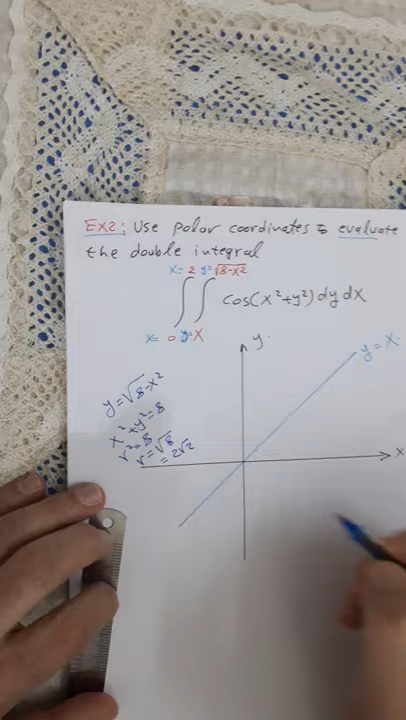 EX2: Use polar coordinates to evaluate
the double integral
x=2 y=√8-x²
∫∫ cos(x²+y²) dy dx
x=0 y=x
y
y=x
y=√8-x²
x²+y²=8
r²=8
r=√8
=2√2
x